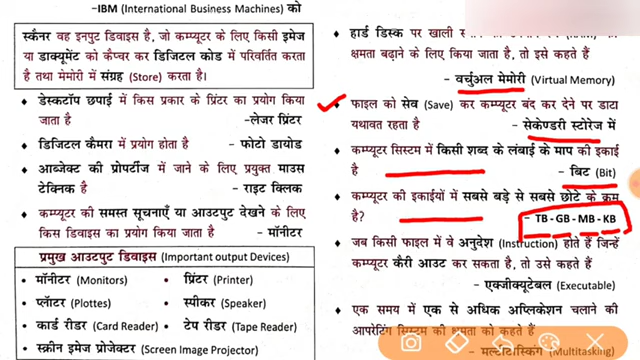 -IBM (International Business Machines) को
स्कैनर वह इनपुट डिवाइस है, जो कम्प्यूटर के लिए किसी इमेज
या डाक्यूमेंट को कैप्चर कर डिजिटल कोड में परिवर्तित करता
है तथा मेमोरी में संग्रह (Store) करता है।
♦ डेस्कटॉप छपाई में किस प्रकार के प्रिंटर का प्रयोग किया
जाता है -लेजर प्रिंटर
♦ डिजिटल कैमरा में प्रयोग होता है - फोटो डायोड
♦ आब्जेक्ट की प्रोपर्टीज में जाने के लिए प्रयुक्त माउस
टेक्निक है - राइट क्लिक
♦ कम्प्यूटर की समस्त सूचनाएँ या आउटपुट देखने के लिए
किस डिवाइस का प्रयोग किया जाता है - मॉनीटर
प्रमुख आउटपुट डिवाइस (Important output Devices)
• मॉनीटर (Monitors) • प्रिंटर (Printer)
• प्लॉटर (Plottes) • स्पीकर (Speaker)
• कार्ड रीडर (Card Reader) • टेप रीडर (Tape Reader)
• स्क्रीन इमेज प्रोजेक्टर (Screen Image Projector)
♦ हार्ड डिस्क पर खाली
क्षमता बढ़ाने के लिए किया जाता है, तो इसे कहते हैं
- वर्चुअल मेमोरी (Virtual Memory)
♦ फाइल को सेव (Save) कर कम्प्यूटर बंद कर देने पर डाटा
यथावत रहता है - सेकेण्डरी स्टोरेज में
♦ कम्प्यूटर सिस्टम में किसी शब्द के लंबाई के माप की इकाई
है - बिट (Bit)
♦ कम्प्यूटर की इकाईयों में सबसे बड़े से सबसे छोटे के क्रम
है? - TB - GB - MB - KB
♦ जब किसी फाइल में वे अनुदेश (Instruction) होते हैं जिन्हें
कम्प्यूटर कैरी आउट कर सकता है, तो उसे कहते हैं
- एक्जीक्यूटेबल (Executable)
♦ एक समय में एक से अधिक अप्लिकेशन चलाने की
आपरेटिंग सिस्टम की क्षमता को कहते हैं
- मल्टीटास्किंग (Multitasking)